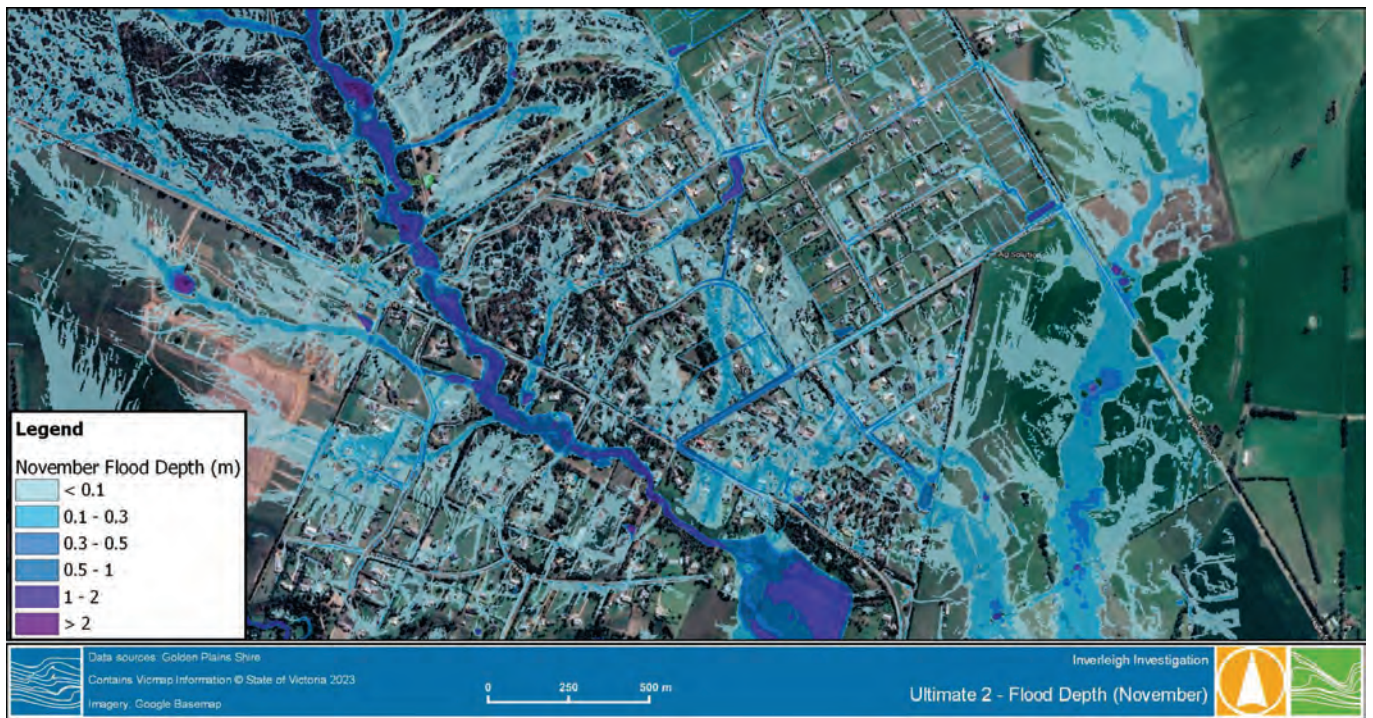 Legend
November Flood Depth (m)
< 0.1
0.1 - 0.3
0.3 - 0.5
0.5 - 1
1 - 2
> 2
Data sources: Golden Plains Shire
Contains Vicmap Information © State of Victoria 2023
Imagery: Google Basemap
0 250 500 m
Inverleigh Investigation
Ultimate 2 - Flood Depth (November)